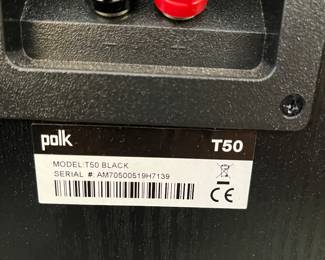 polk T50
MODEL T50 BLACK
SERIAL #: AM70500519H7139
CE